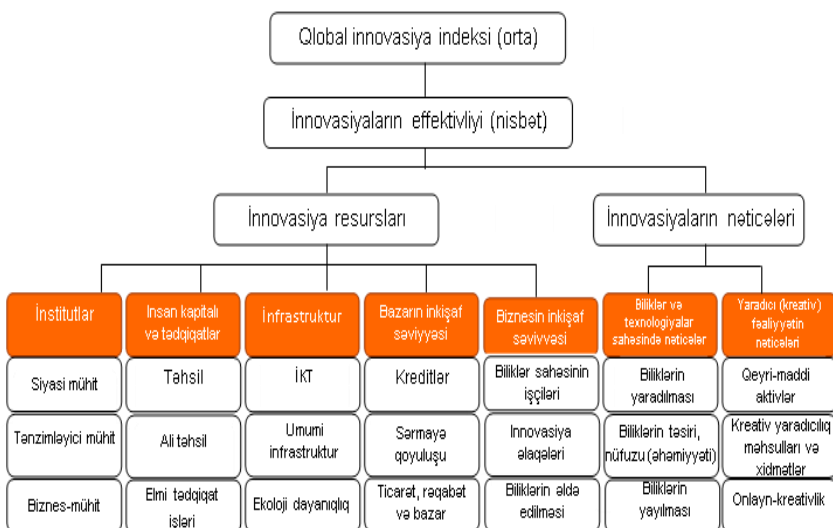 Qlobal innovasiya indeksi (orta)
İnnovasiyaların effektivliyi (nisbət)
İnnovasiya resursları
İnnovasiyaların nəticələri
İnstitutlar
Insan kapitalı
və tədqiqatlar
İnfrastruktur
Bazarın inkişaf
səviyyəsi
Biznesin inkişaf
səvivvəsi
Biliklər və
texnologiyalar
sahəsində nəticələr
Yaradıcı (kreativ)
fəaliyyətin
nəticələri
Siyasi mühit
Təhsil
İKT
Kreditlər
Biliklər sahəsinin
işçiləri
Biliklərin
yaradılması
Qeyri-maddi
aktivlər
Tənzimləyici mühit
Ali təhsil
Umumi
infrastruktur
Sərmayə
qoyuluşu
Innovasiya
əlaqələri
Biliklərin təsiri,
nüfuzu (əhəmiyyəti)
Kreativ yaradıcılıq
məhsulları və
xidmətlər
Biznes-mühit
Elmi tədqiqat
isləri
Ekoloji dayanıqlıq
Ticarət, rəqabət
və bazar
Biliklərin əldə
edilməsi
Biliklərin
yayılması
Onlayn-kreativlik